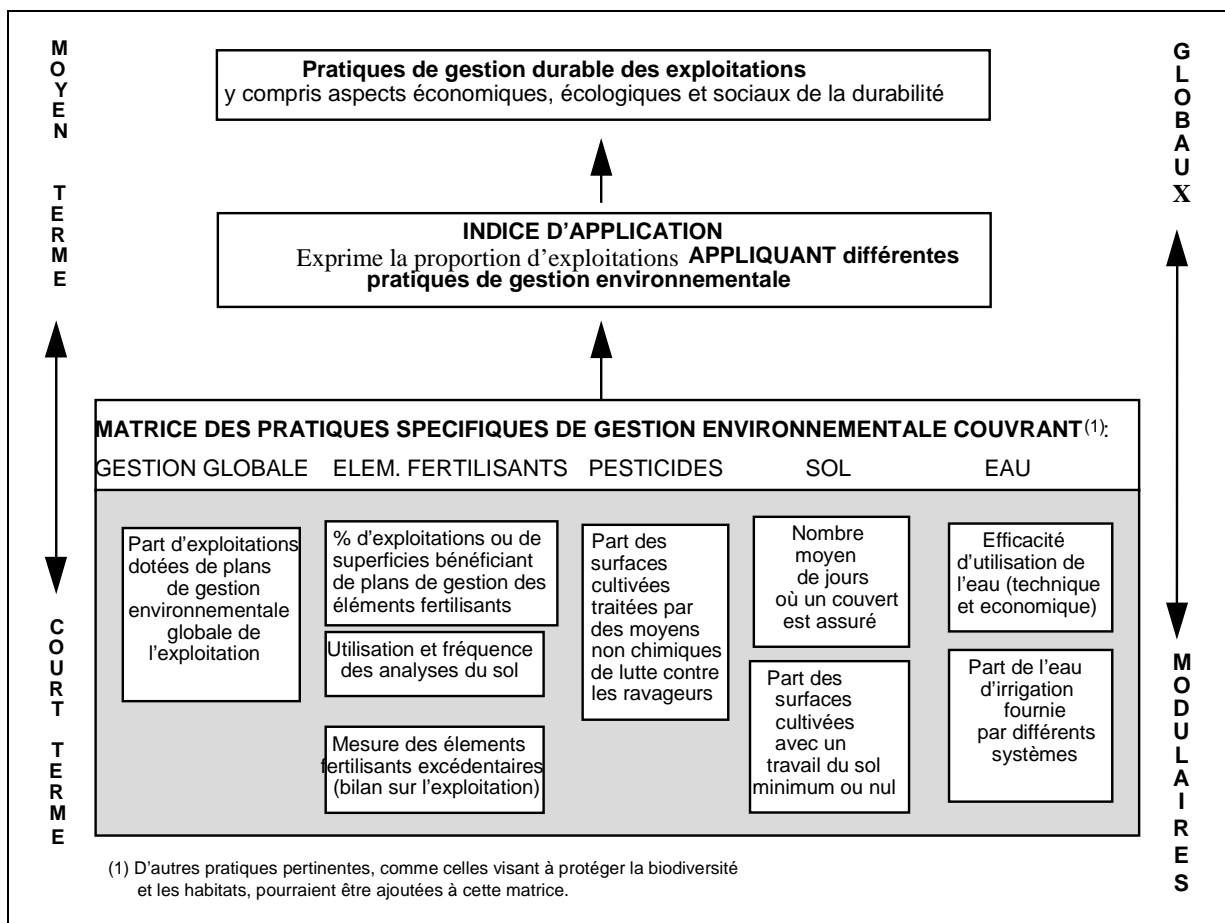 MOYEN TERME
GLOBAUX
Pratiques de gestion durable des exploitations
y compris aspects économiques, écologiques et sociaux de la durabilité
INDICE D'APPLICATION
Exprime la proportion d'exploitations APPLIQUANT différentes
pratiques de gestion environnementale
MATRICE DES PRATIQUES SPECIFIQUES DE GESTION ENVIRONNEMENTALE COUVRANT(1):
GESTION GLOBALE ELEM. FERTILISANTS PESTICIDES SOL EAU
Part d'exploitations
dotées de plans
de gestion
environnementale
globale de
l'exploitation
% d'exploitations ou de
superficies bénéficiant
de plans de gestion des
éléments fertilisants
Utilisation et fréquence
des analyses du sol
Mesure des élements
fertilisants excédentaires
(bilan sur l'exploitation)
Part des
surfaces
cultivées
traitées par
des moyens
non chimiques
de lutte contre
les ravageurs
Nombre
moyen
de jours
où un couvert
est assuré
Part des
surfaces
cultivées
avec un
travail du sol
minimum ou nul
Efficacité
d'utilisation de
l'eau (technique
et economique)
Part de l'eau
d'irrigation
fournie
par différents
systèmes
COURT TERME
MODULAIRES
(1) D'autres pratiques pertinentes, comme celles visant à protéger la biodiversité
et les habitats, pourraient être ajoutées à cette matrice.